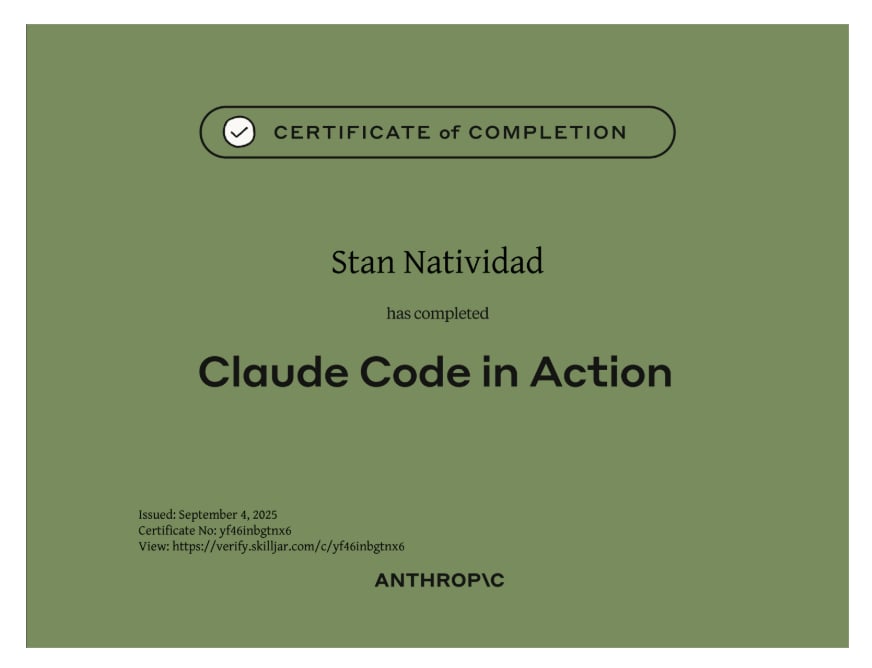 CERTIFICATE of COMPLETION
Stan Natividad
has completed
Claude Code in Action
Issued: September 4, 2025
Certificate No: yf46inbgtnx6
View: https://verify.skilljar.com/c/yf46inbgtnx6
ANTHROP\C